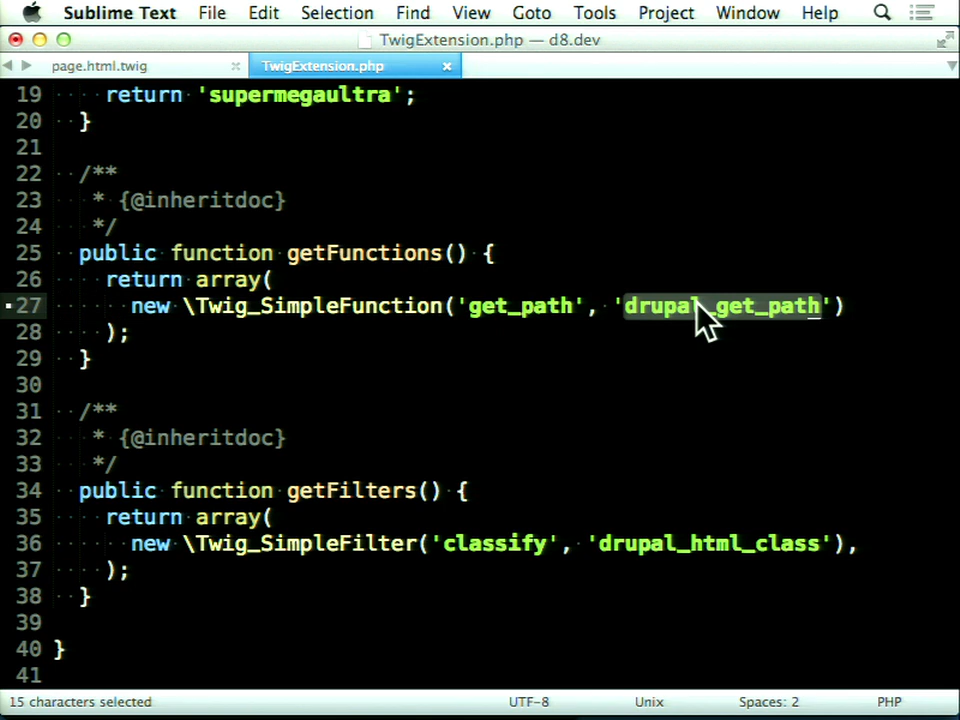 Sublime Text File Edit Selection Find View Goto Tools Project Window Help
TwigExtension.php — d8.dev
page.html.twig × TwigExtension.php ×
19 return 'supermegaultra';
20 }
21
22 /**
23 * {@inheritdoc}
24 */
25 public function getFunctions() {
26 return array(
27 new \Twig_SimpleFunction('get_path', 'drupal_get_path')
28 );
29 }
30
31 /**
32 * {@inheritdoc}
33 */
34 public function getFilters() {
35 return array(
36 new \Twig_SimpleFilter('classify', 'drupal_html_class'),
37 );
38 }
39
40 }
41
15 characters selected UTF-8 Unix Spaces: 2 PHP